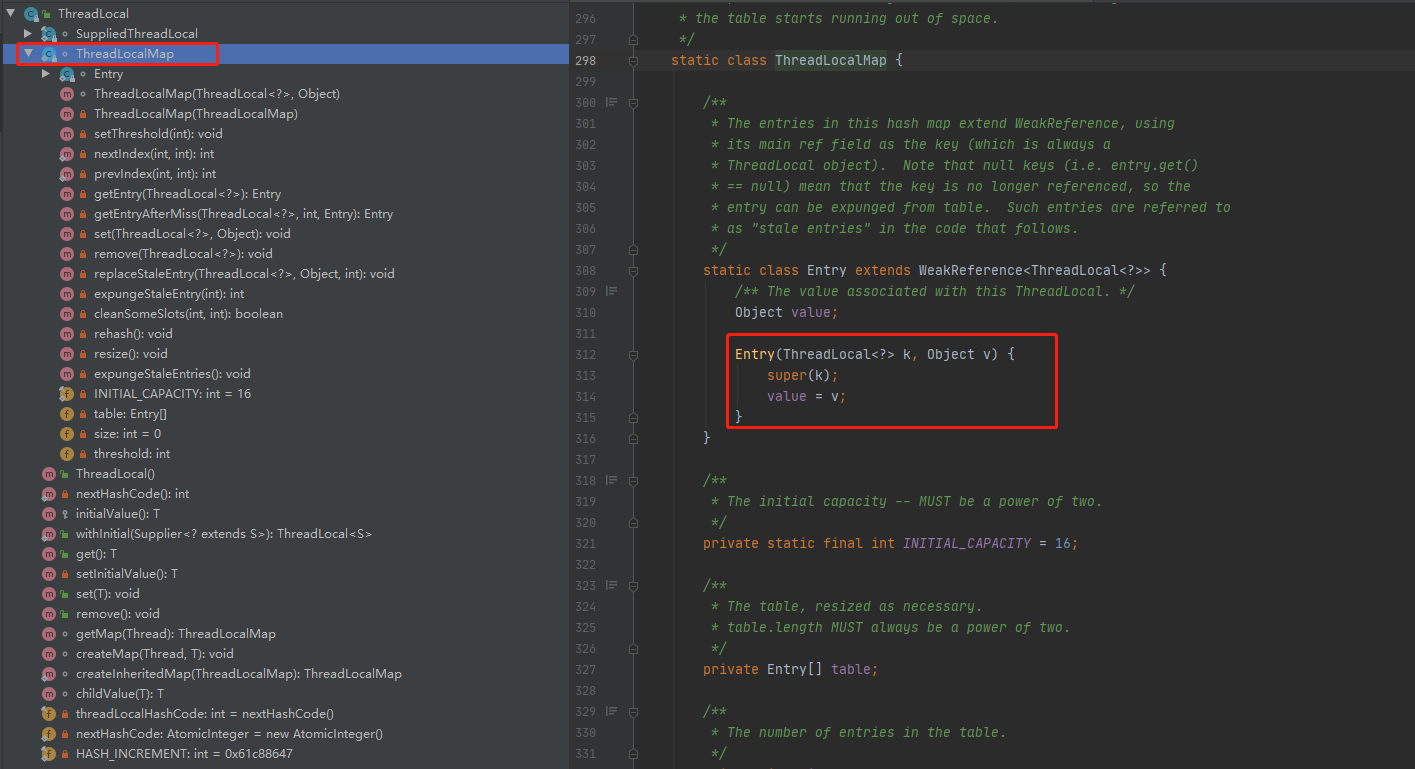 ThreadLocal
SuppliedThreadLocal
ThreadLocalMap
Entry
ThreadLocalMap(ThreadLocal<?>, Object)
ThreadLocalMap(ThreadLocalMap)
setThreshold(int): void
nextIndex(int, int): int
prevIndex(int, int): int
getEntry(ThreadLocal<?>): Entry
getEntryAfterMiss(ThreadLocal<?>, int, Entry): Entry
set(ThreadLocal<?>, Object): void
remove(ThreadLocal<?>): void
replaceStaleEntry(ThreadLocal<?>, Object, int): void
expungeStaleEntry(int): int
cleanSomeSlots(int, int): boolean
rehash(): void
resize(): void
expungeStaleEntries(): void
INITIAL_CAPACITY: int = 16
table: Entry[]
size: int = 0
threshold: int
ThreadLocal()
nextHashCode(): int
initialValue(): T
withInitial(Supplier<? extends S>): ThreadLocal<S>
get(): T
setInitialValue(): T
set(T): void
remove(): void
getMap(Thread): ThreadLocalMap
createMap(Thread, T): void
createInheritedMap(ThreadLocalMap): ThreadLocalMap
childValue(T): T
threadLocalHashCode: int = nextHashCode()
nextHashCode: AtomicInteger = new AtomicInteger()
HASH_INCREMENT: int = 0x61c88647
296 * the table starts running out of space.
297 */
298 static class ThreadLocalMap {
299
300 /**
301 * The entries in this hash map extend WeakReference, using
302 * its main ref field as the key (which is always a
303 * ThreadLocal object).  Note that null keys (i.e. entry.get()
304 * == null) mean that the key is no longer referenced, so the
305 * entry can be expunged from table.  Such entries are referred to
306 * as "stale entries" in the code that follows.
307 */
308 static class Entry extends WeakReference<ThreadLocal<?>> {
309 /** The value associated with this ThreadLocal. */
310 Object value;
311
312 Entry(ThreadLocal<?> k, Object v) {
313 super(k);
314 value = v;
315 }
316 }
317
318 /**
319 * The initial capacity -- MUST be a power of two.
320 */
321 private static final int INITIAL_CAPACITY = 16;
322
323 /**
324 * The table, resized as necessary.
325 * table.length MUST always be a power of two.
326 */
327 private Entry[] table;
328
329 /**
330 * The number of entries in the table.
331 */